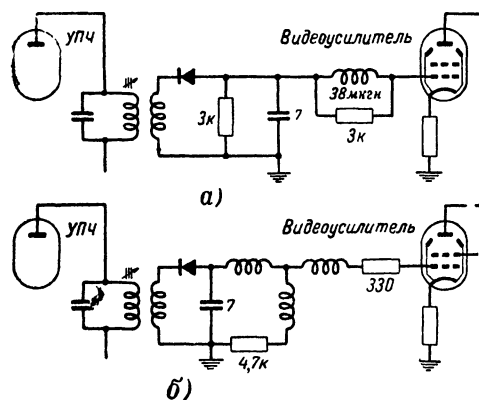 УПЧ
Видеоусилитель
3к
7
38мкгн
3к
а)
УПЧ
Видеоусилитель
7
330
4,7к
б)